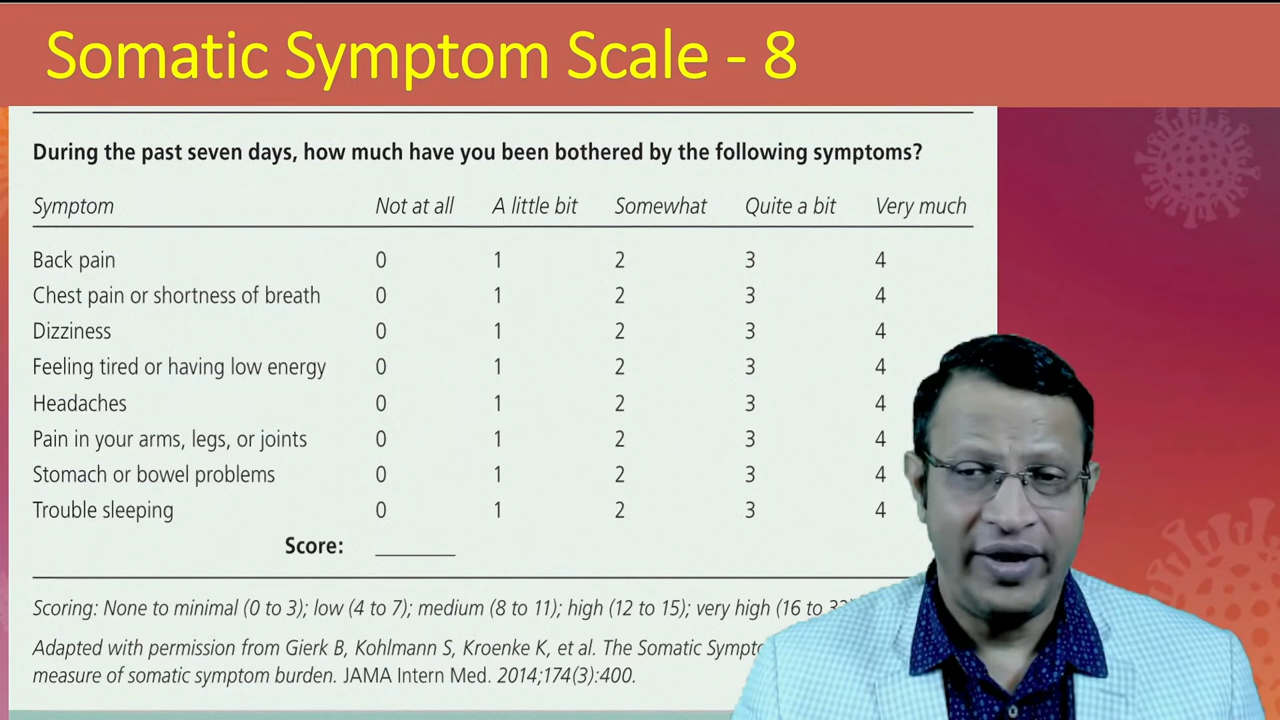 Somatic Symptom Scale - 8
During the past seven days, how much have you been bothered by the following symptoms?
Symptom Not at all A little bit Somewhat Quite a bit Very much
Back pain 0 1 2 3 4
Chest pain or shortness of breath 0 1 2 3 4
Dizziness 0 1 2 3 4
Feeling tired or having low energy 0 1 2 3 4
Headaches 0 1 2 3 4
Pain in your arms, legs, or joints 0 1 2 3 4
Stomach or bowel problems 0 1 2 3 4
Trouble sleeping 0 1 2 3 4
Score:
Scoring: None to minimal (0 to 3); low (4 to 7); medium (8 to 11); high (12 to 15); very high (16 to
Adapted with permission from Gierk B, Kohlmann S, Kroenke K, et al. The Somatic
measure of somatic symptom burden. JAMA Intern Med. 2014;174(3):400.